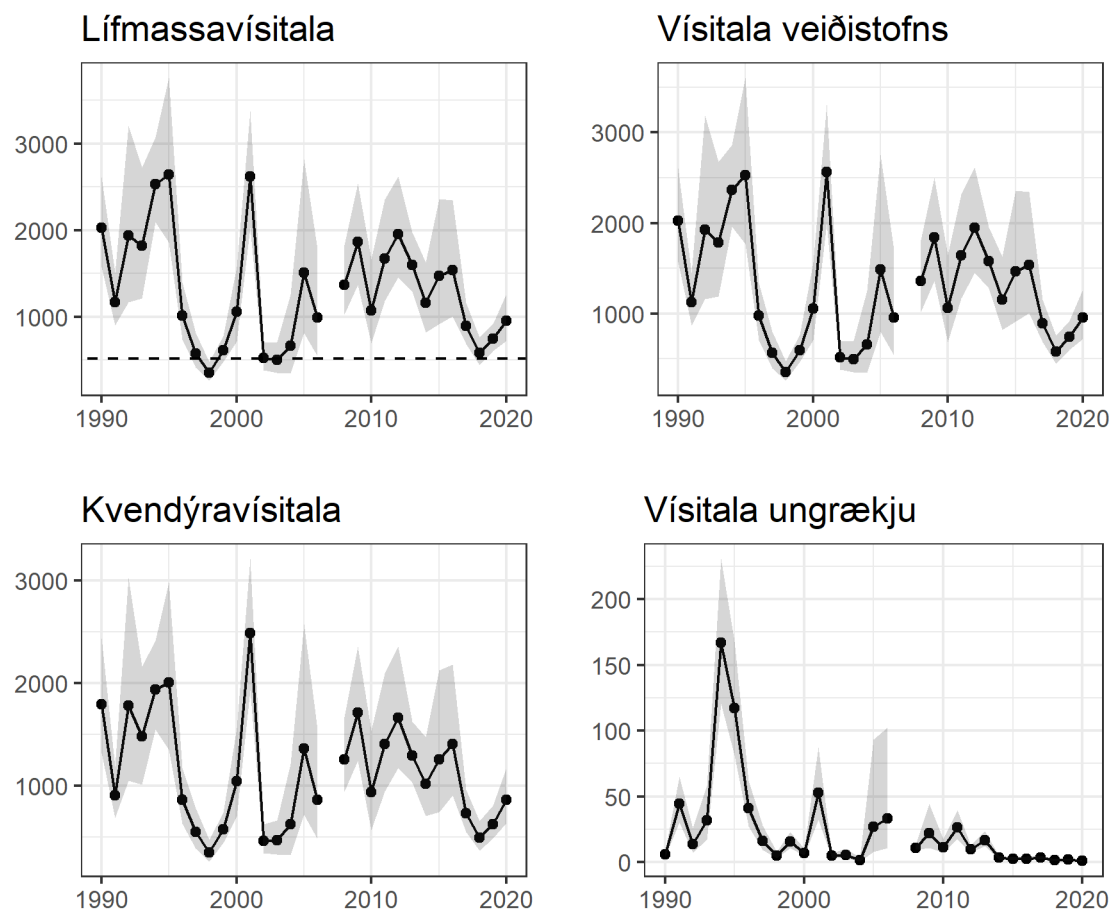 Lífmassavísitala
Vísitala veiðistofns
3000
2000
1000
1990 2000 2010 2020
3000
2000
1000
1990 2000 2010 2020
Kvendýravísitala
Vísitala ungrækju
3000
2000
1000
1990 2000 2010 2020
200
150
100
50
0
1990 2000 2010 2020